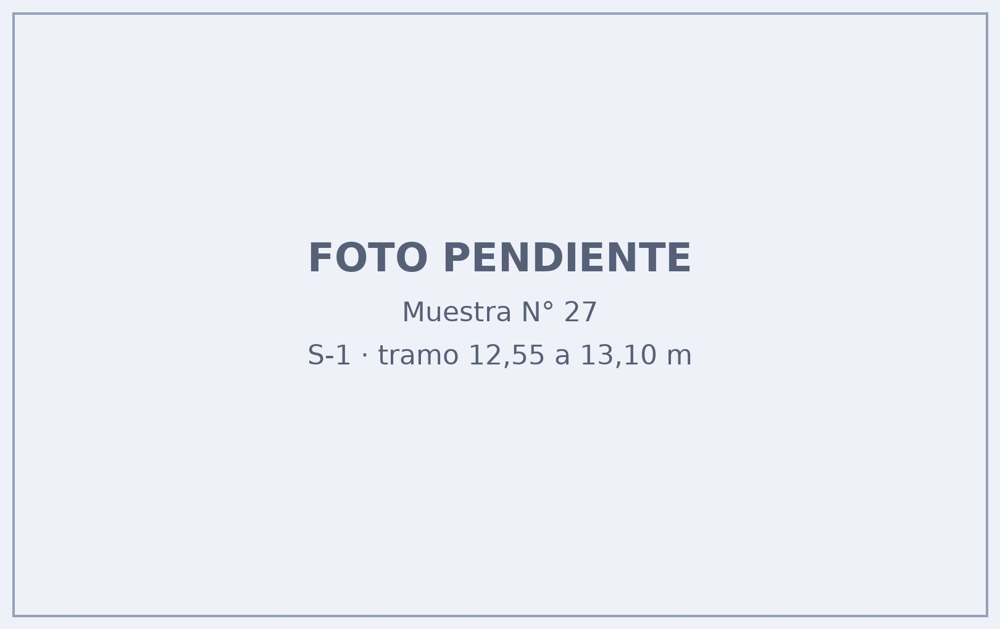 FOTO PENDIENTE
Muestra N° 27
S-1 · tramo 12,55 a 13,10 m